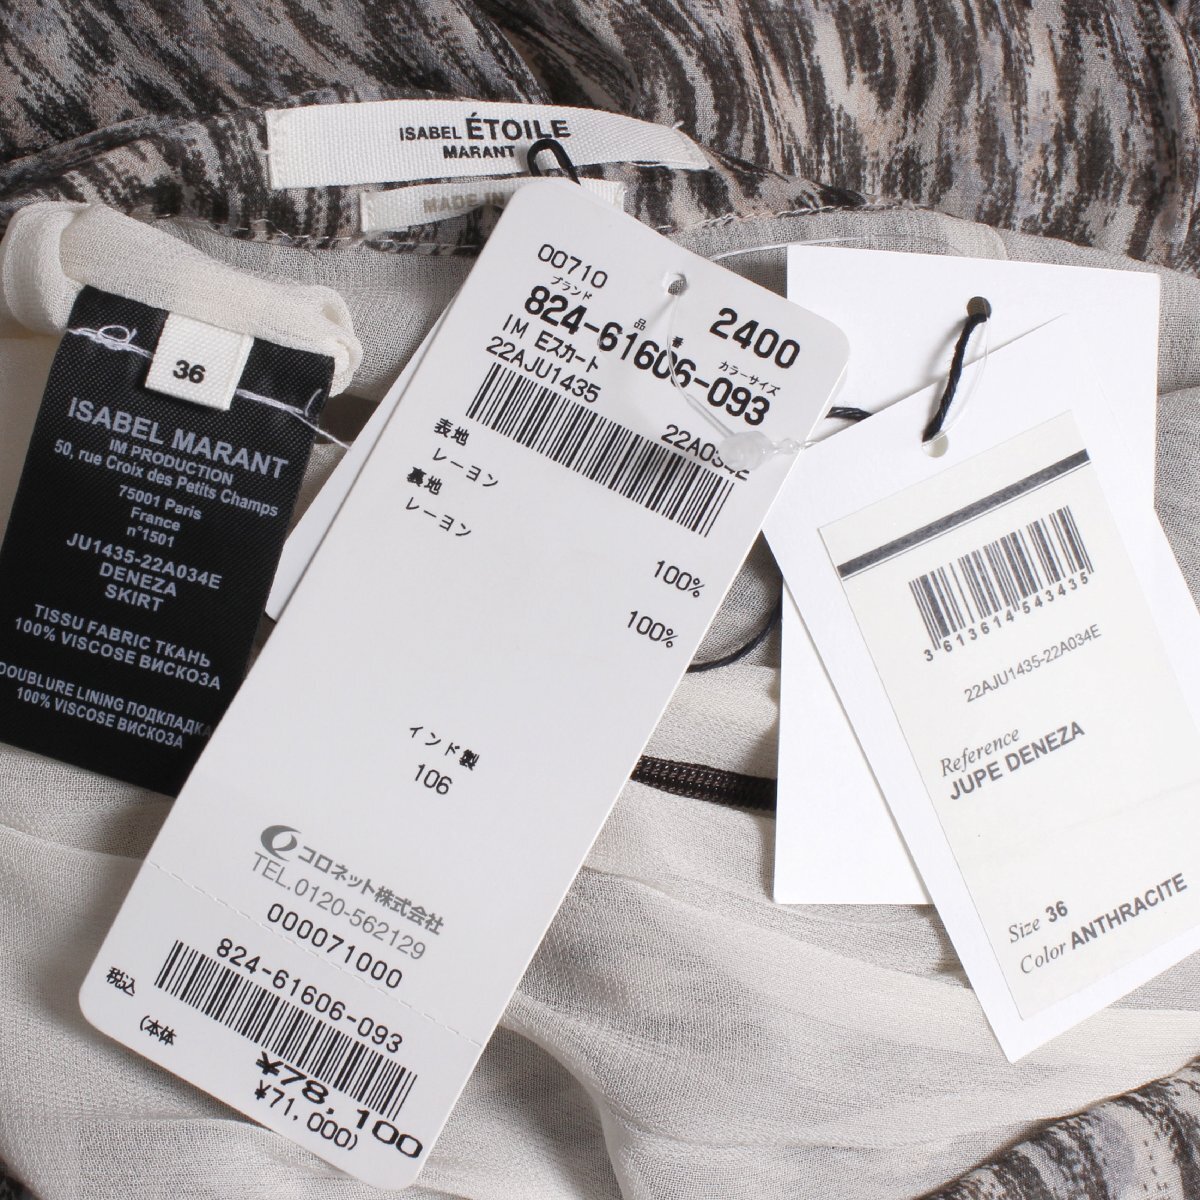 ISABEL ÉTOILE
MARANT
MADE IN
36
ISABEL MARANT
IM PRODUCTION
50, rue Croix des Petits Champs
75001 Paris
France
n°1501
JU1435-22A034E
DENEZA
SKIRT
TISSU FABRIC ТКАНЬ
100% VISCOSE ВИСКОЗА
DOUBLURE LINING ПОДКЛАДКА
100% VISCOSE ВИСКОЗА
00710
2400
ブランド 品番 カラーサイズ
824-61606-093
IM Eスカート
22AJU1435 22A034E
表地
レーヨン 100%
裏地
レーヨン 100%
インド製
106
コロネット株式会社
TEL.0120-562129
000071000
824-61606-093
税込 ¥78,100
(本体 ¥71,000)
3613614543435
22AJU1435-22A034E
Reference
JUPE DENEZA
Size 36
Color ANTHRACITE